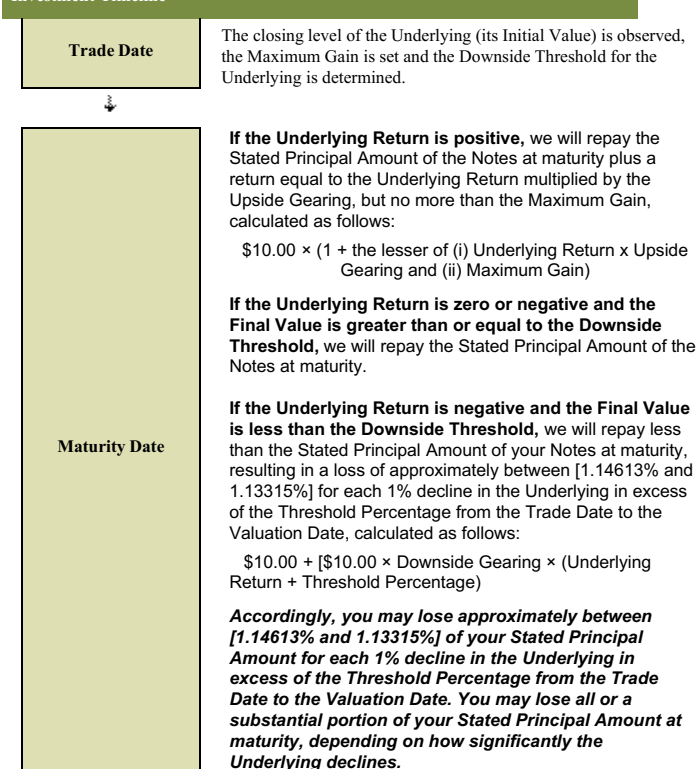 Investment Timeline
Trade Date
The closing level of the Underlying (its Initial Value) is observed,
the Maximum Gain is set and the Downside Threshold for the
Underlying is determined.
Maturity Date
If the Underlying Return is positive, we will repay the
Stated Principal Amount of the Notes at maturity plus a
return equal to the Underlying Return multiplied by the
Upside Gearing, but no more than the Maximum Gain,
calculated as follows:
$10.00 × (1 + the lesser of (i) Underlying Return x Upside
Gearing and (ii) Maximum Gain)
If the Underlying Return is zero or negative and the
Final Value is greater than or equal to the Downside
Threshold, we will repay the Stated Principal Amount of the
Notes at maturity.
If the Underlying Return is negative and the Final Value
is less than the Downside Threshold, we will repay less
than the Stated Principal Amount of your Notes at maturity,
resulting in a loss of approximately between [1.14613% and
1.13315%] for each 1% decline in the Underlying in excess
of the Threshold Percentage from the Trade Date to the
Valuation Date, calculated as follows:
$10.00 + [$10.00 × Downside Gearing × (Underlying
Return + Threshold Percentage)
Accordingly, you may lose approximately between
[1.14613% and 1.13315%] of your Stated Principal
Amount for each 1% decline in the Underlying in
excess of the Threshold Percentage from the Trade
Date to the Valuation Date. You may lose all or a
substantial portion of your Stated Principal Amount at
maturity, depending on how significantly the
Underlying declines.